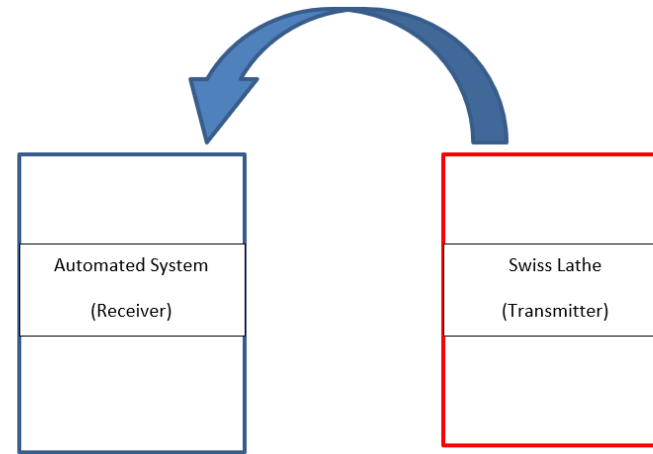 Automated System
(Receiver)
Swiss Lathe
(Transmitter)